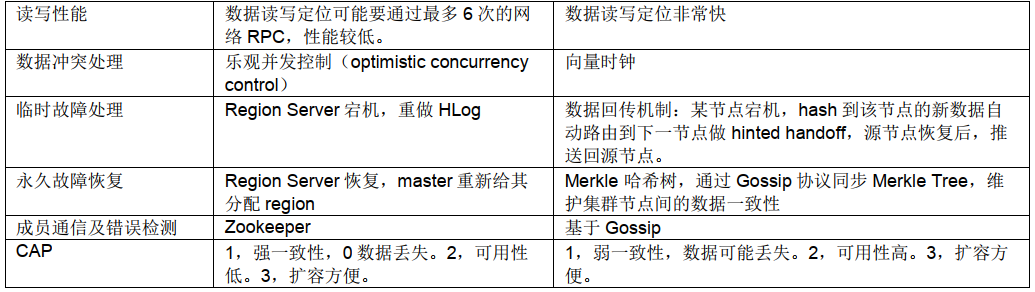 读写性能
数据读写定位可能要通过最多 6 次的网
络 RPC，性能较低。
数据读写定位非常快
数据冲突处理
乐观并发控制（optimistic concurrency
control）
向量时钟
临时故障处理
Region Server 宕机，重做 HLog
数据回传机制：某节点宕机，hash 到该节点的新数据自
动路由到下一节点做 hinted handoff，源节点恢复后，推
送回源节点。
永久故障恢复
Region Server 恢复，master 重新给其
分配 region
Merkle 哈希树，通过 Gossip 协议同步 Merkle Tree，维
护集群节点间的数据一致性
成员通信及错误检测
Zookeeper
基于 Gossip
CAP
1，强一致性，0 数据丢失。2，可用性
低。3，扩容方便。
1，弱一致性，数据可能丢失。2，可用性高。3，扩容方
便。